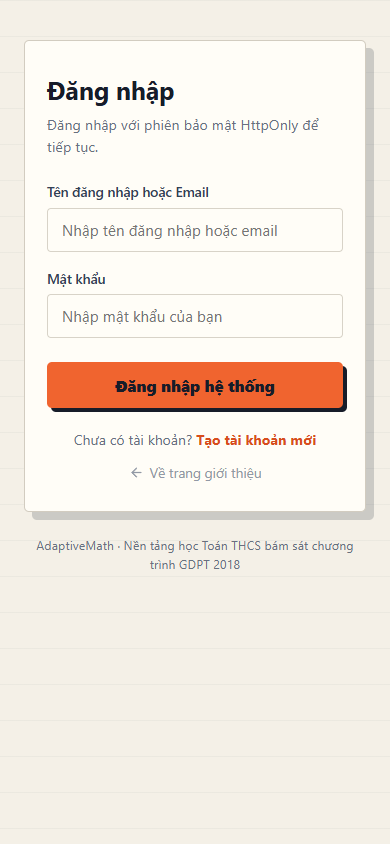 Đăng nhập
Đăng nhập với phiên bảo mật HttpOnly để
tiếp tục.
Tên đăng nhập hoặc Email
Nhập tên đăng nhập hoặc email
Mật khẩu
Nhập mật khẩu của bạn
Đăng nhập hệ thống
Chưa có tài khoản? Tạo tài khoản mới
← Về trang giới thiệu
AdaptiveMath · Nền tảng học Toán THCS bám sát chương
trình GDPT 2018